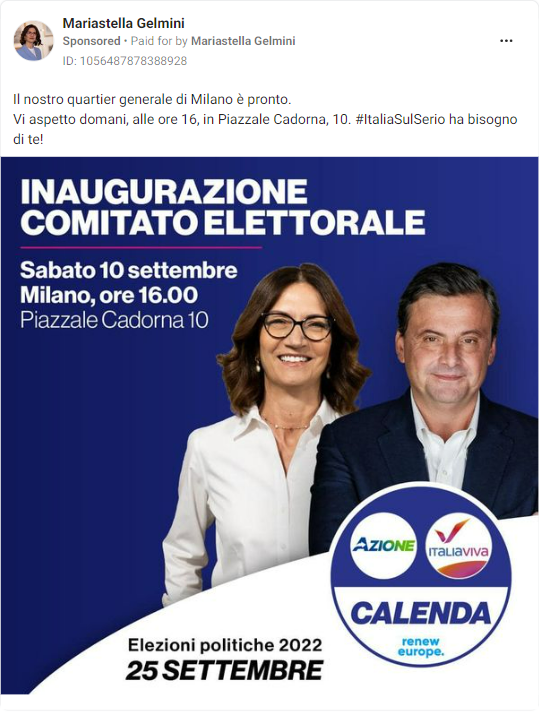 Mariastella Gelmini
Sponsored • Paid for by Mariastella Gelmini
ID: 1056487878388928
Il nostro quartier generale di Milano è pronto.
Vi aspetto domani, alle ore 16, in Piazzale Cadorna, 10. #ItaliaSulSerio ha bisogno
di te!
INAUGURAZIONE
COMITATO ELETTORALE
Sabato 10 settembre
Milano, ore 16.00
Piazzale Cadorna 10
AZIONE
ITALIAVIVA
CALENDA
renew
europe.
Elezioni politiche 2022
25 SETTEMBRE